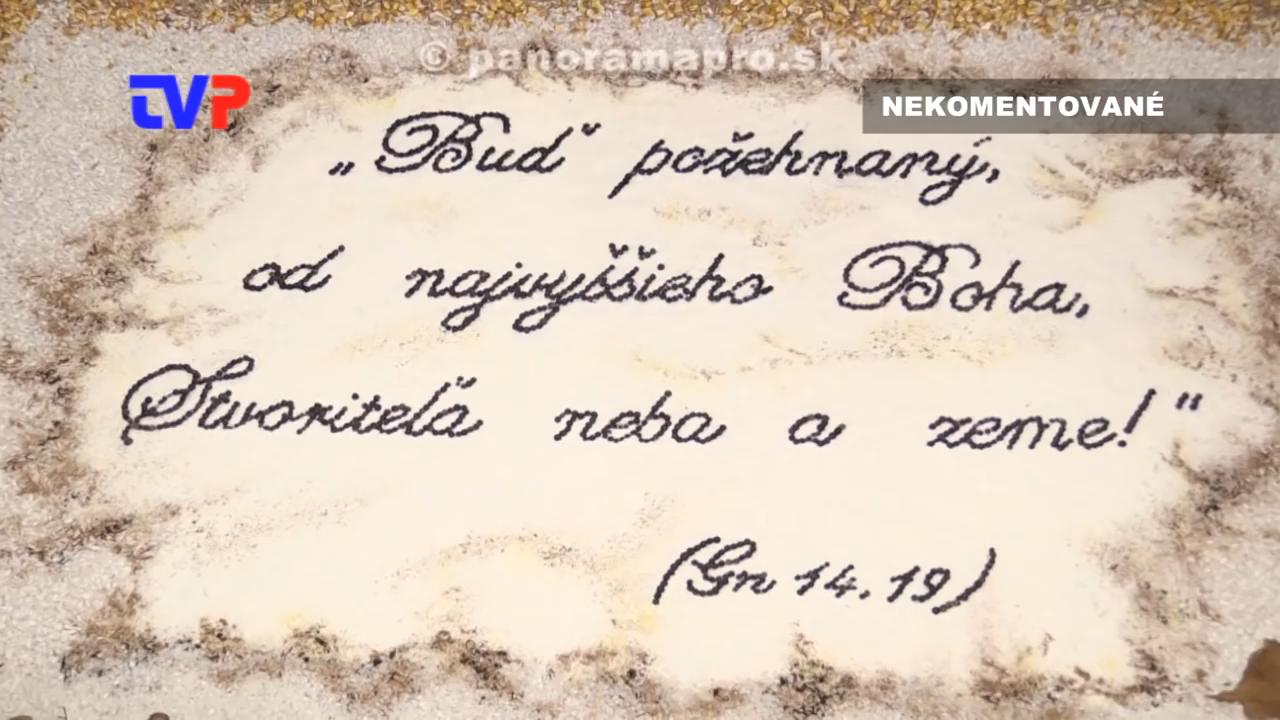 © panoramapro.sk
TVP
NEKOMENTOVANÉ
„Buď požehnaný,
od najvyššieho Boha,
Stvoriteľa neba a zeme!“
(Gn 14.19)